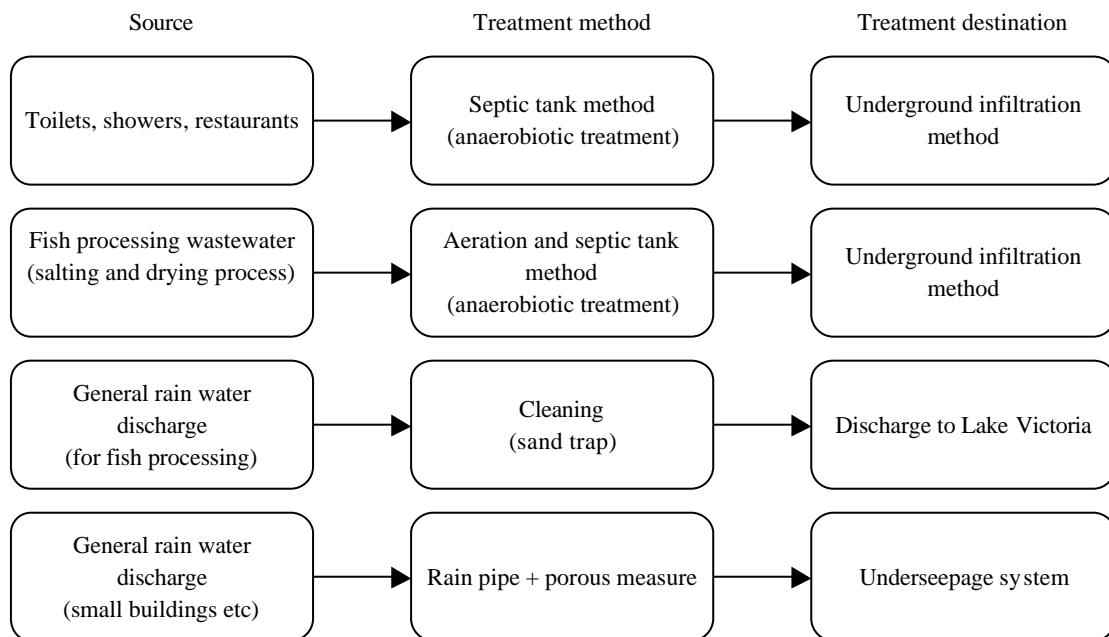 Source
Treatment method
Treatment destination
Toilets, showers, restaurants
Septic tank method
(anaerobiotic treatment)
Underground infiltration
method
Fish processing wastewater
(salting and drying process)
Aeration and septic tank
method
(anaerobiotic treatment)
Underground infiltration
method
General rain water
discharge
(for fish processing)
Cleaning
(sand trap)
Discharge to Lake Victoria
General rain water
discharge
(small buildings etc)
Rain pipe + porous measure
Underseepage system